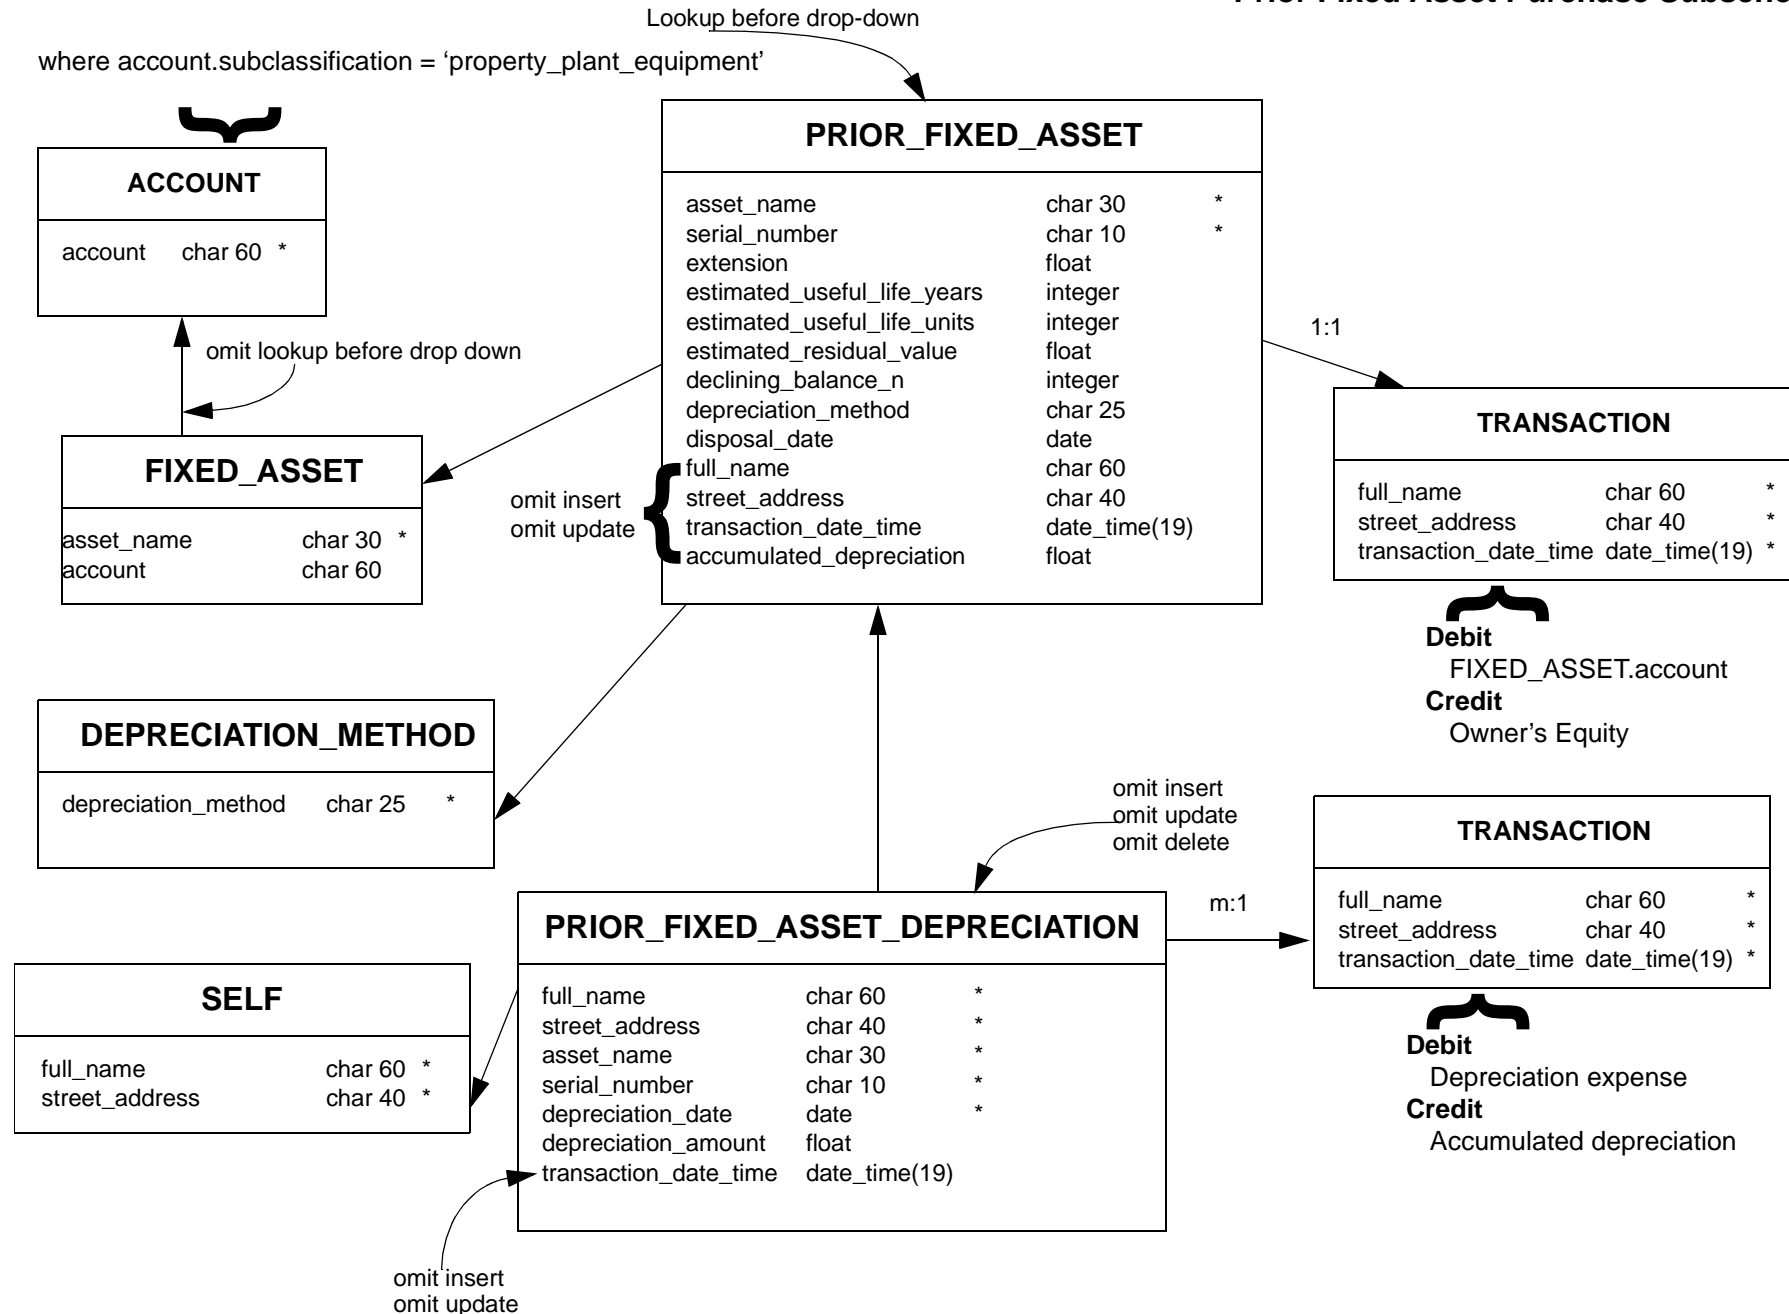 Prior Fixed Asset Purchase
Lookup before drop-down
where account.subclassification = ‘property_plant_equipment’
ACCOUNT
account char 60 *
omit lookup before drop down
FIXED_ASSET
asset_name char 30 *
account char 60
PRIOR_FIXED_ASSET
asset_name char 30 *
serial_number char 10 *
extension float
estimated_useful_life_years integer
estimated_useful_life_units integer
estimated_residual_value float
declining_balance_n integer
depreciation_method char 25
disposal_date date
full_name char 60
street_address char 40
transaction_date_time date_time(19)
accumulated_depreciation float
omit insert
omit update
1:1
TRANSACTION
full_name char 60 *
street_address char 40 *
transaction_date_time date_time(19) *
Debit
FIXED_ASSET.account
Credit
Owner’s Equity
DEPRECIATION_METHOD
depreciation_method char 25 *
omit insert
omit update
omit delete
PRIOR_FIXED_ASSET_DEPRECIATION
full_name char 60 *
street_address char 40 *
asset_name char 30 *
serial_number char 10 *
depreciation_date date *
depreciation_amount float
transaction_date_time date_time(19)
m:1
TRANSACTION
full_name char 60 *
street_address char 40 *
transaction_date_time date_time(19) *
Debit
Depreciation expense
Credit
Accumulated depreciation
SELF
full_name char 60 *
street_address char 40 *
omit insert
omit update